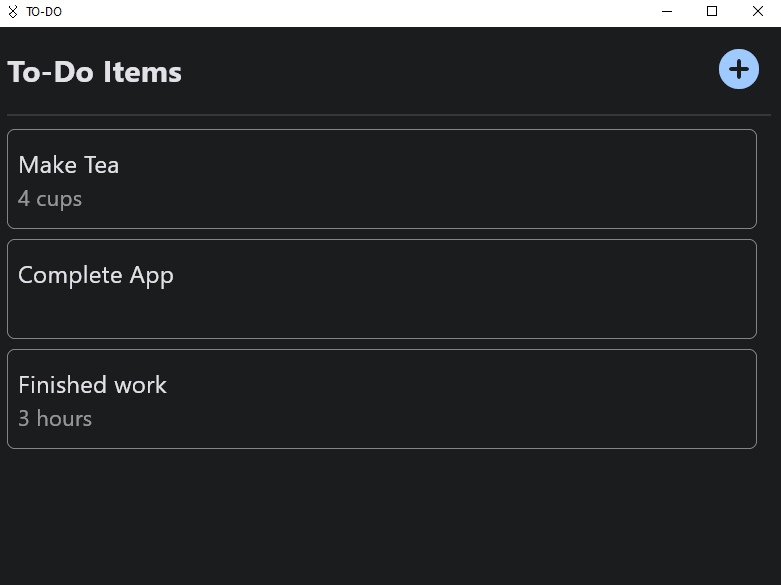 TO-DO
To-Do Items
Make Tea
4 cups
Complete App
Finished work
3 hours